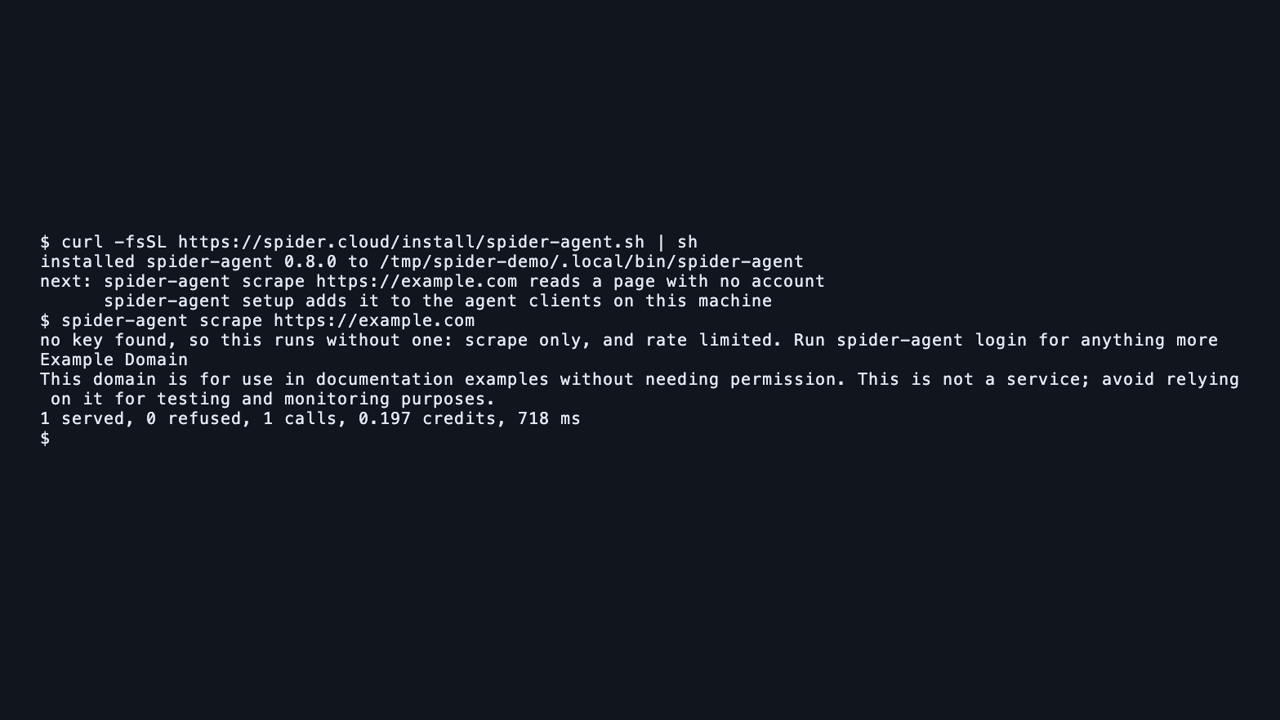 $ curl -fsSL https://spider.cloud/install/spider-agent.sh | sh
installed spider-agent 0.8.0 to /tmp/spider-demo/.local/bin/spider-agent
next: spider-agent scrape https://example.com reads a page with no account
      spider-agent setup adds it to the agent clients on this machine
$ spider-agent scrape https://example.com
no key found, so this runs without one: scrape only, and rate limited. Run spider-agent login for anything more
Example Domain
This domain is for use in documentation examples without needing permission. This is not a service; avoid relying
 on it for testing and monitoring purposes.
1 served, 0 refused, 1 calls, 0.197 credits, 718 ms
$